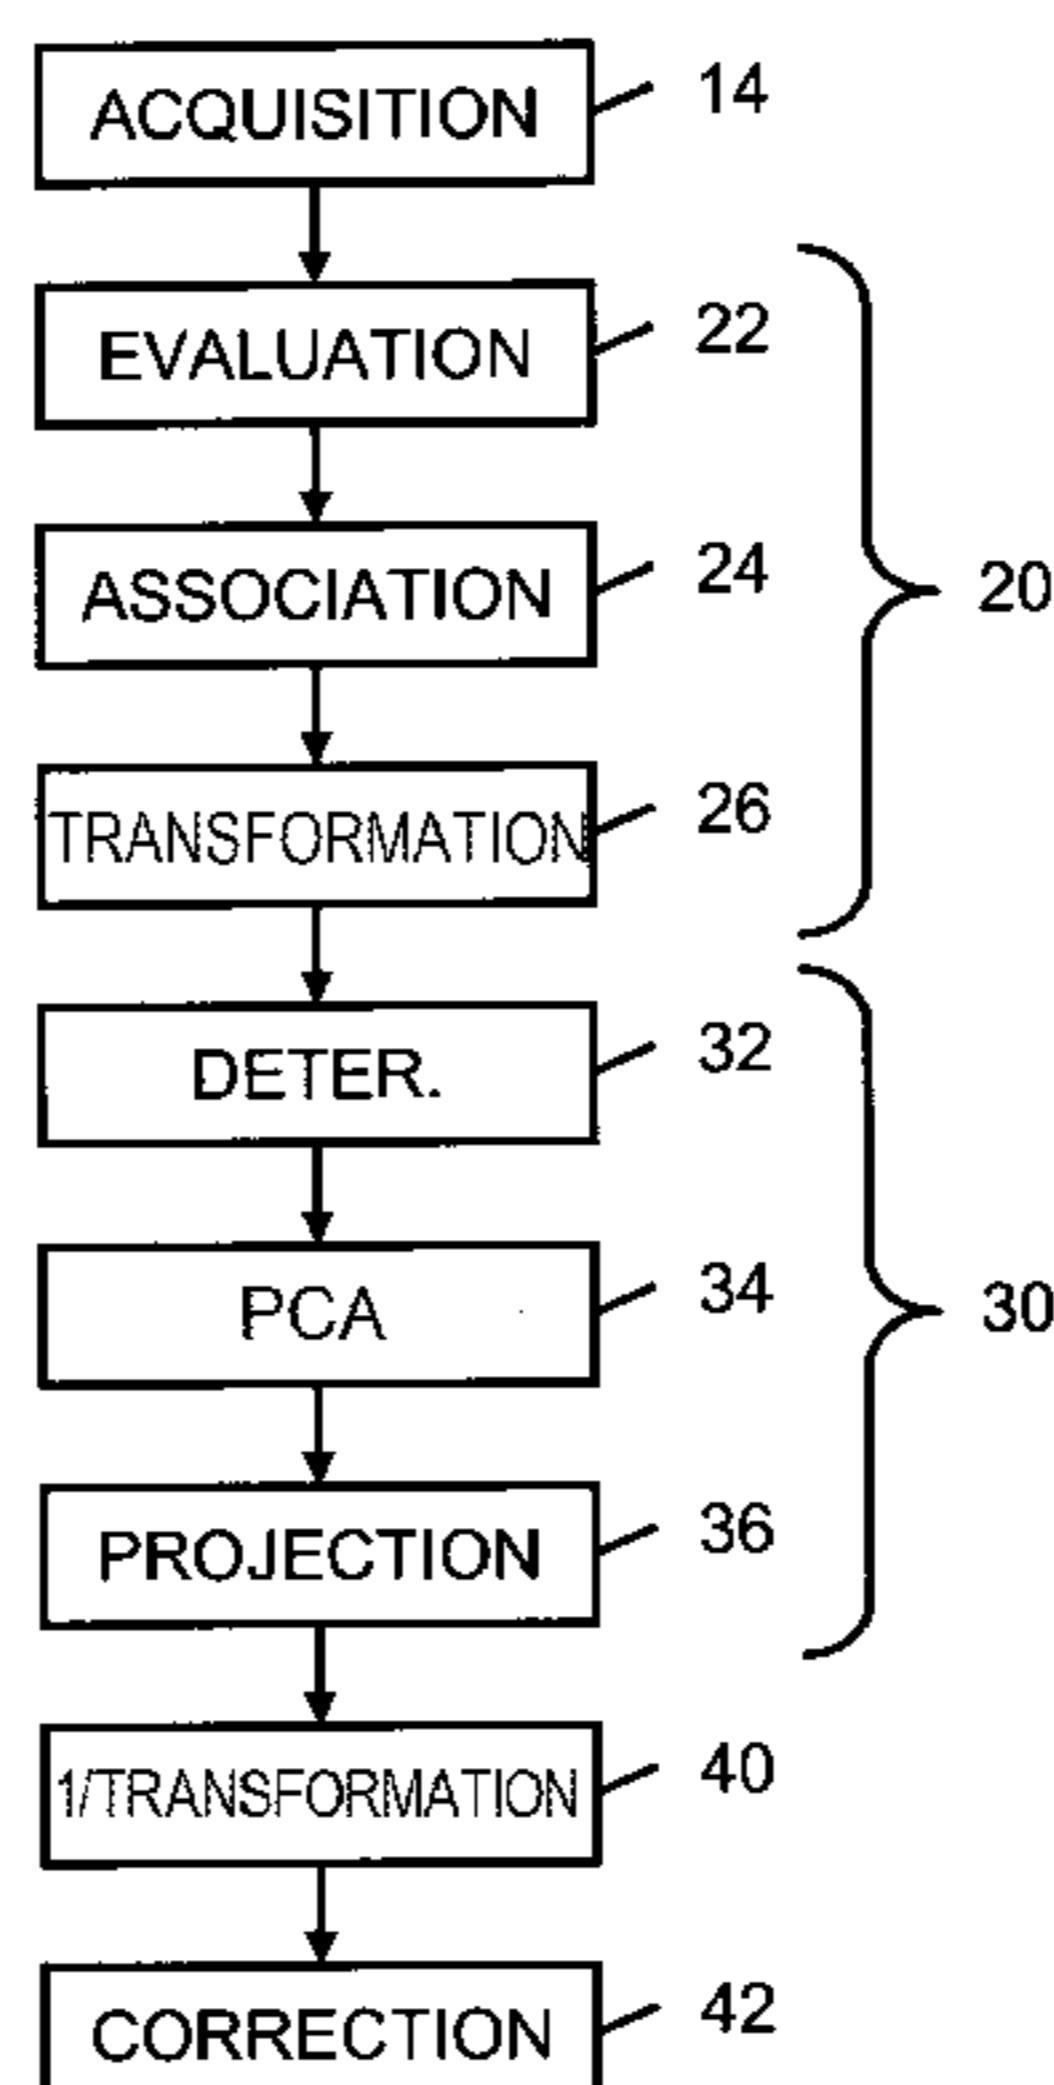 ACQUISITION 14
EVALUATION 22
ASSOCIATION 24
20
TRANSFORMATION 26
DETER. 32
PCA 34
30
PROJECTION 36
1/TRANSFORMATION 40
CORRECTION 42